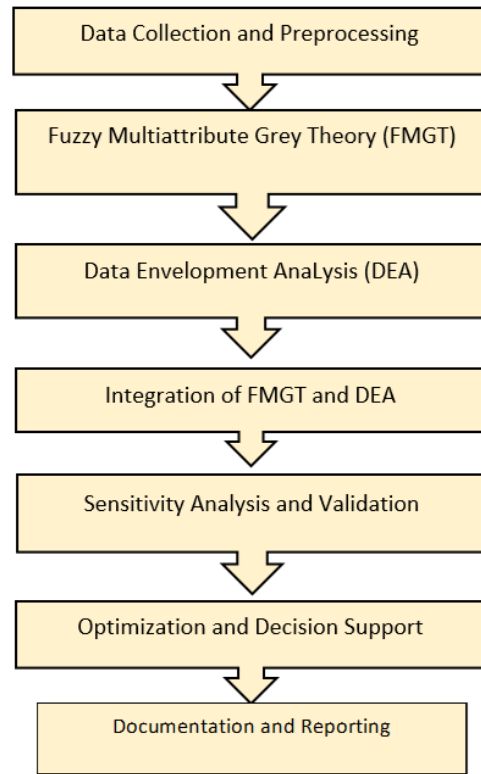 Data Collection and Preprocessing
Fuzzy Multiattribute Grey Theory (FMGT)
Data Envelopment AnaLysis (DEA)
Integration of FMGT and DEA
Sensitivity Analysis and Validation
Optimization and Decision Support
Documentation and Reporting